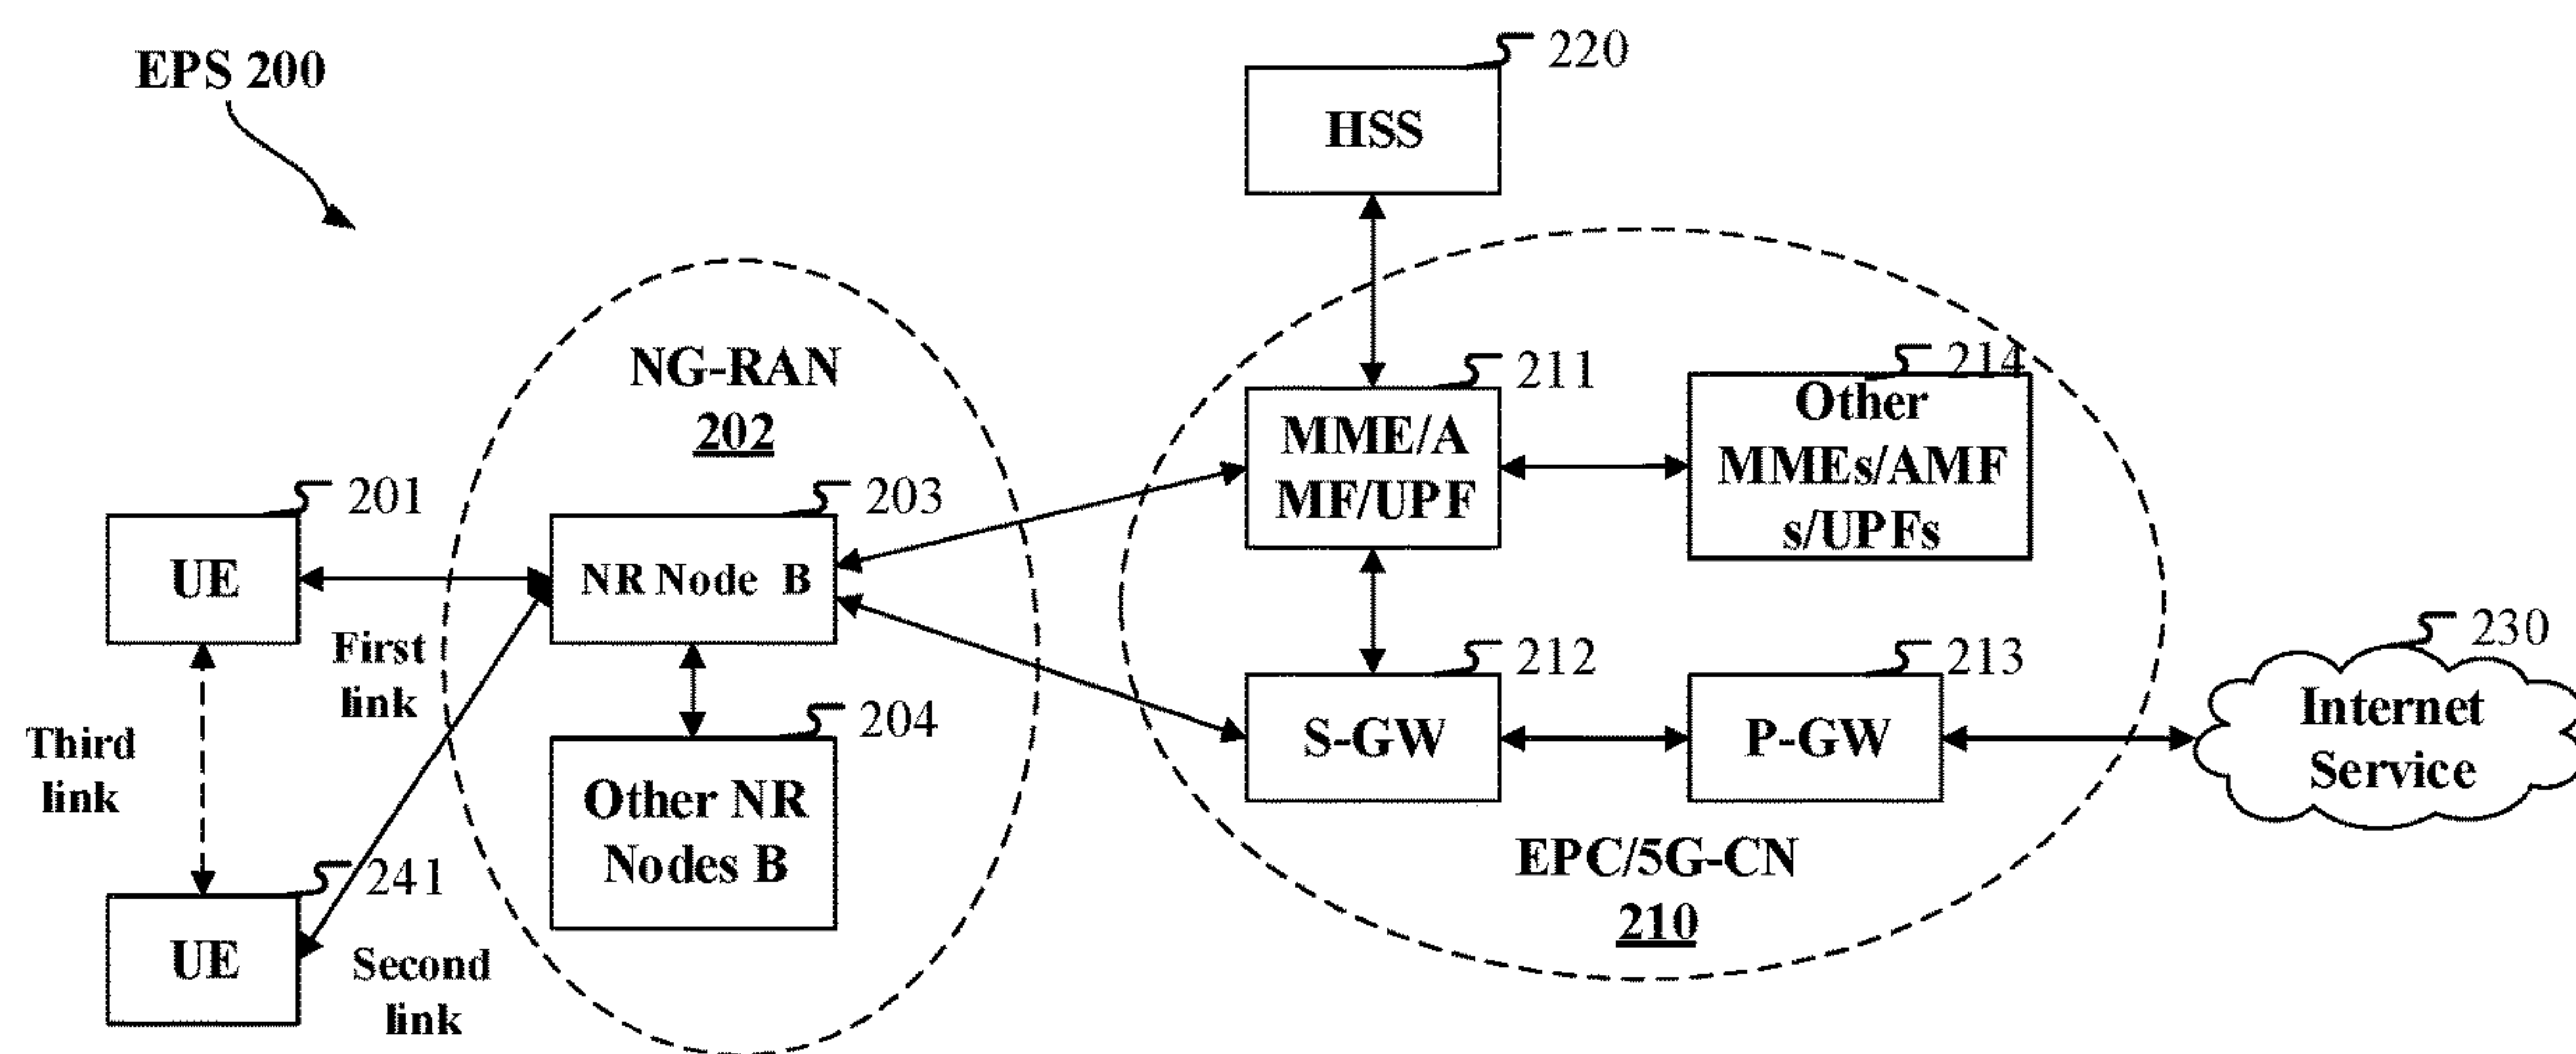 EPS 200
220
HSS
NG-RAN
202
211
MME/A
MF/UPF
214
Other
MMEs/AMF
s/UPFs
201
UE
203
NR Node B
First
link
Third
link
204
Other NR
Nodes B
241
UE
Second
link
212
S-GW
213
P-GW
230
Internet
Service
EPC/5G-CN
210